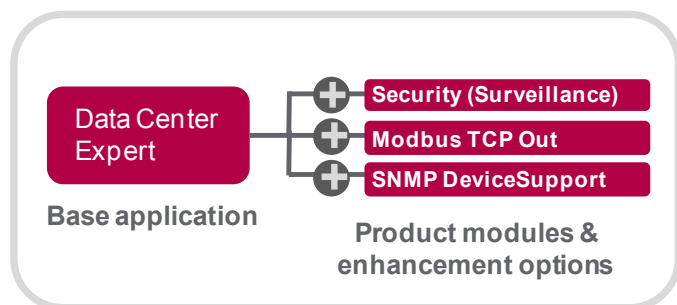 Data Center
Expert
Base application
Security (Surveillance)
Modbus TCP Out
SNMP DeviceSupport
Product modules &
enhancement options